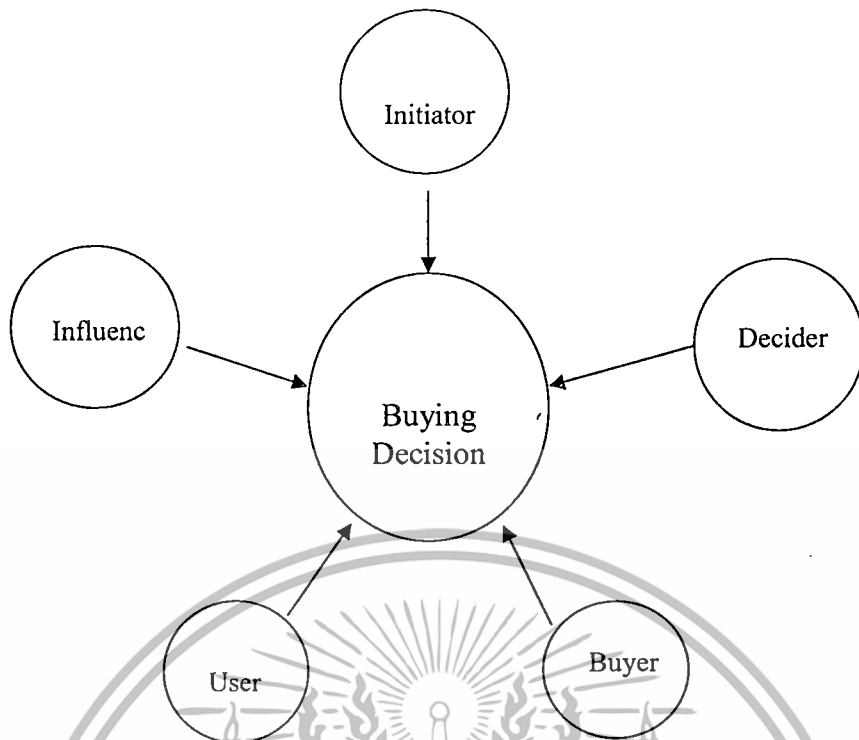 Initiator
Influenc
Decider
Buying
Decision
User
Buyer